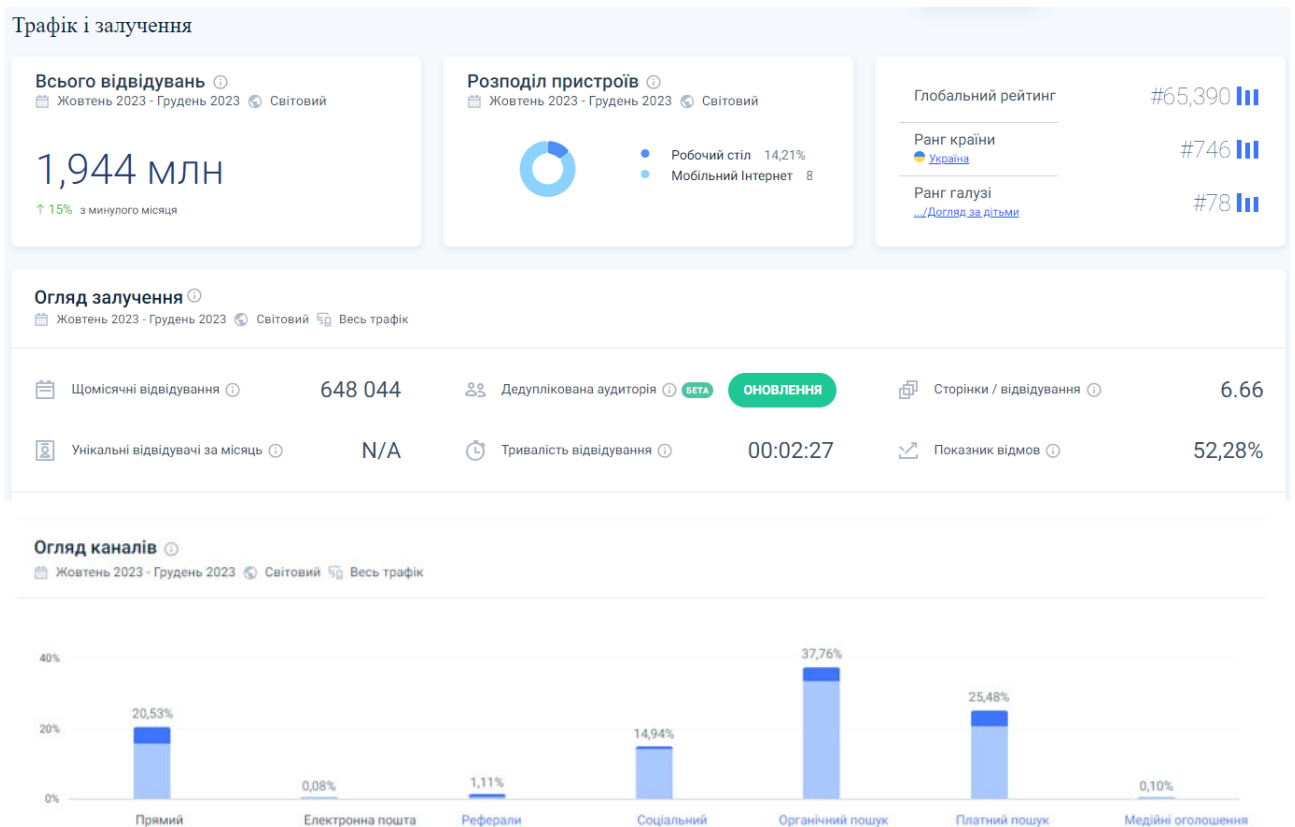 Трафік і залучення
Всього відвідувань
Жовтень 2023 - Грудень 2023 Світовий
1,944 млн
↑ 15% з минулого місяця
Розподіл пристроїв
Жовтень 2023 - Грудень 2023 Світовий
Робочий стіл 14,21%
Мобільний Інтернет 8
Глобальний рейтинг #65,390
Ранг країни
Україна
#746
Ранг галузі
.../Догляд за дітьми
#78
Огляд залучення
Жовтень 2023 - Грудень 2023 Світовий Весь трафік
Щомісячні відвідування 648 044
Дедуплікована аудиторія БЕТА ОНОВЛЕННЯ
Сторінки / відвідування 6.66
Унікальні відвідувачі за місяць N/A
Тривалість відвідування 00:02:27
Показник відмов 52,28%
Огляд каналів
Жовтень 2023 - Грудень 2023 Світовий Весь трафік
40%
20%
0%
20,53%
0,08%
1,11%
14,94%
37,76%
25,48%
0,10%
Прямий
Електронна пошта
Реферали
Соціальний
Органічний пошук
Платний пошук
Медійні оголошення